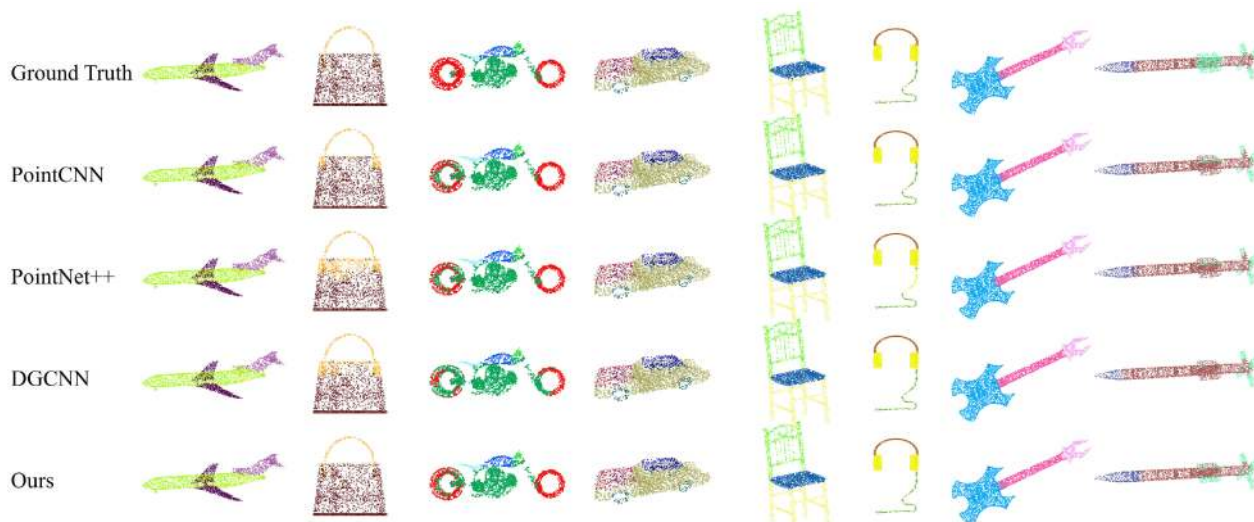 Ground Truth
PointCNN
PointNet++
DGCNN
Ours